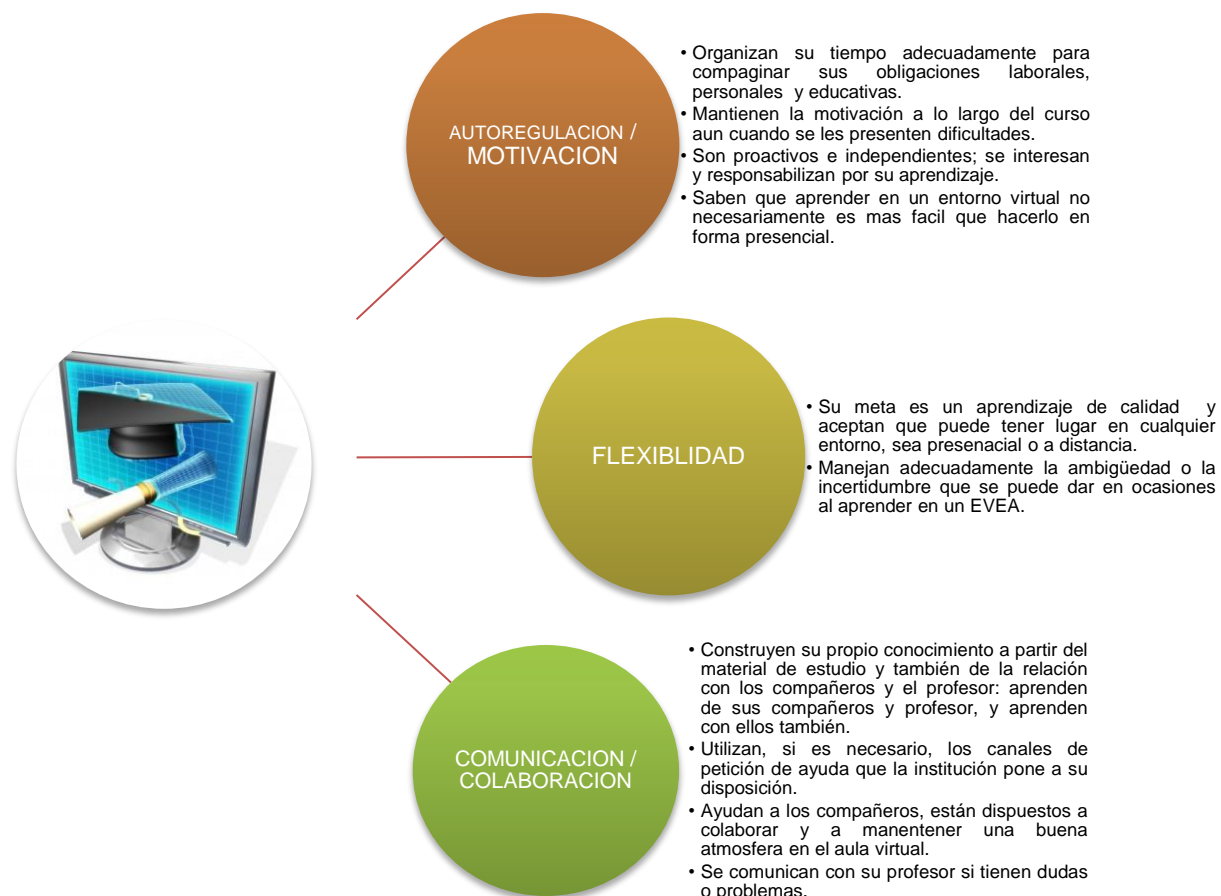 AUTOREGULACION /
MOTIVACION
• Organizan su tiempo adecuadamente para
compaginar sus obligaciones laborales,
personales y educativas.
• Mantienen la motivación a lo largo del curso
aun cuando se les presenten dificultades.
• Son proactivos e independientes; se interesan
y responsabilizan por su aprendizaje.
• Saben que aprender en un entorno virtual no
necesariamente es mas facil que hacerlo en
forma presencial.
FLEXIBLIDAD
• Su meta es un aprendizaje de calidad y
aceptan que puede tener lugar en cualquier
entorno, sea presenacial o a distancia.
• Manejan adecuadamente la ambigüedad o la
incertidumbre que se puede dar en ocasiones
al aprender en un EVEA.
COMUNICACION /
COLABORACION
• Construyen su propio conocimiento a partir del
material de estudio y también de la relación
con los compañeros y el profesor: aprenden
de sus compañeros y profesor, y aprenden
con ellos también.
• Utilizan, si es necesario, los canales de
petición de ayuda que la institución pone a su
disposición.
• Ayudan a los compañeros, están dispuestos a
colaborar y a manentener una buena
atmosfera en el aula virtual.
• Se comunican con su profesor si tienen dudas
o problemas.